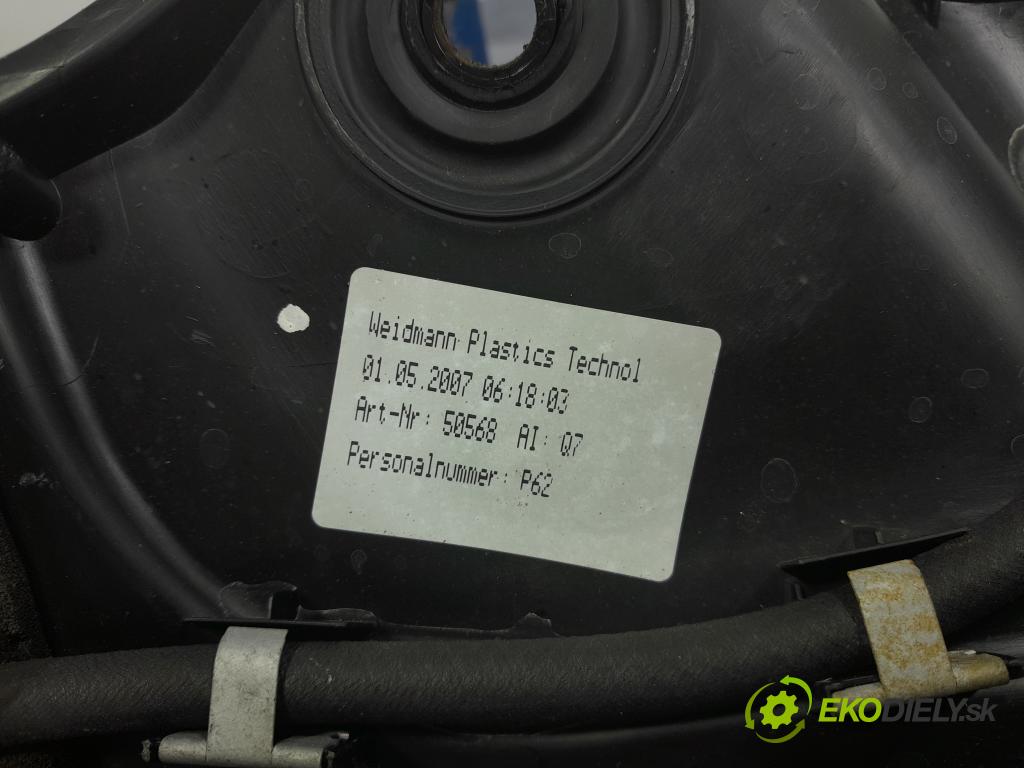 Weidmann Plastics Technol
01.05.2007 06:18:03
Art-Nr: 50568 AI: Q7
Personalnummer: P62
EKODIELY.sk